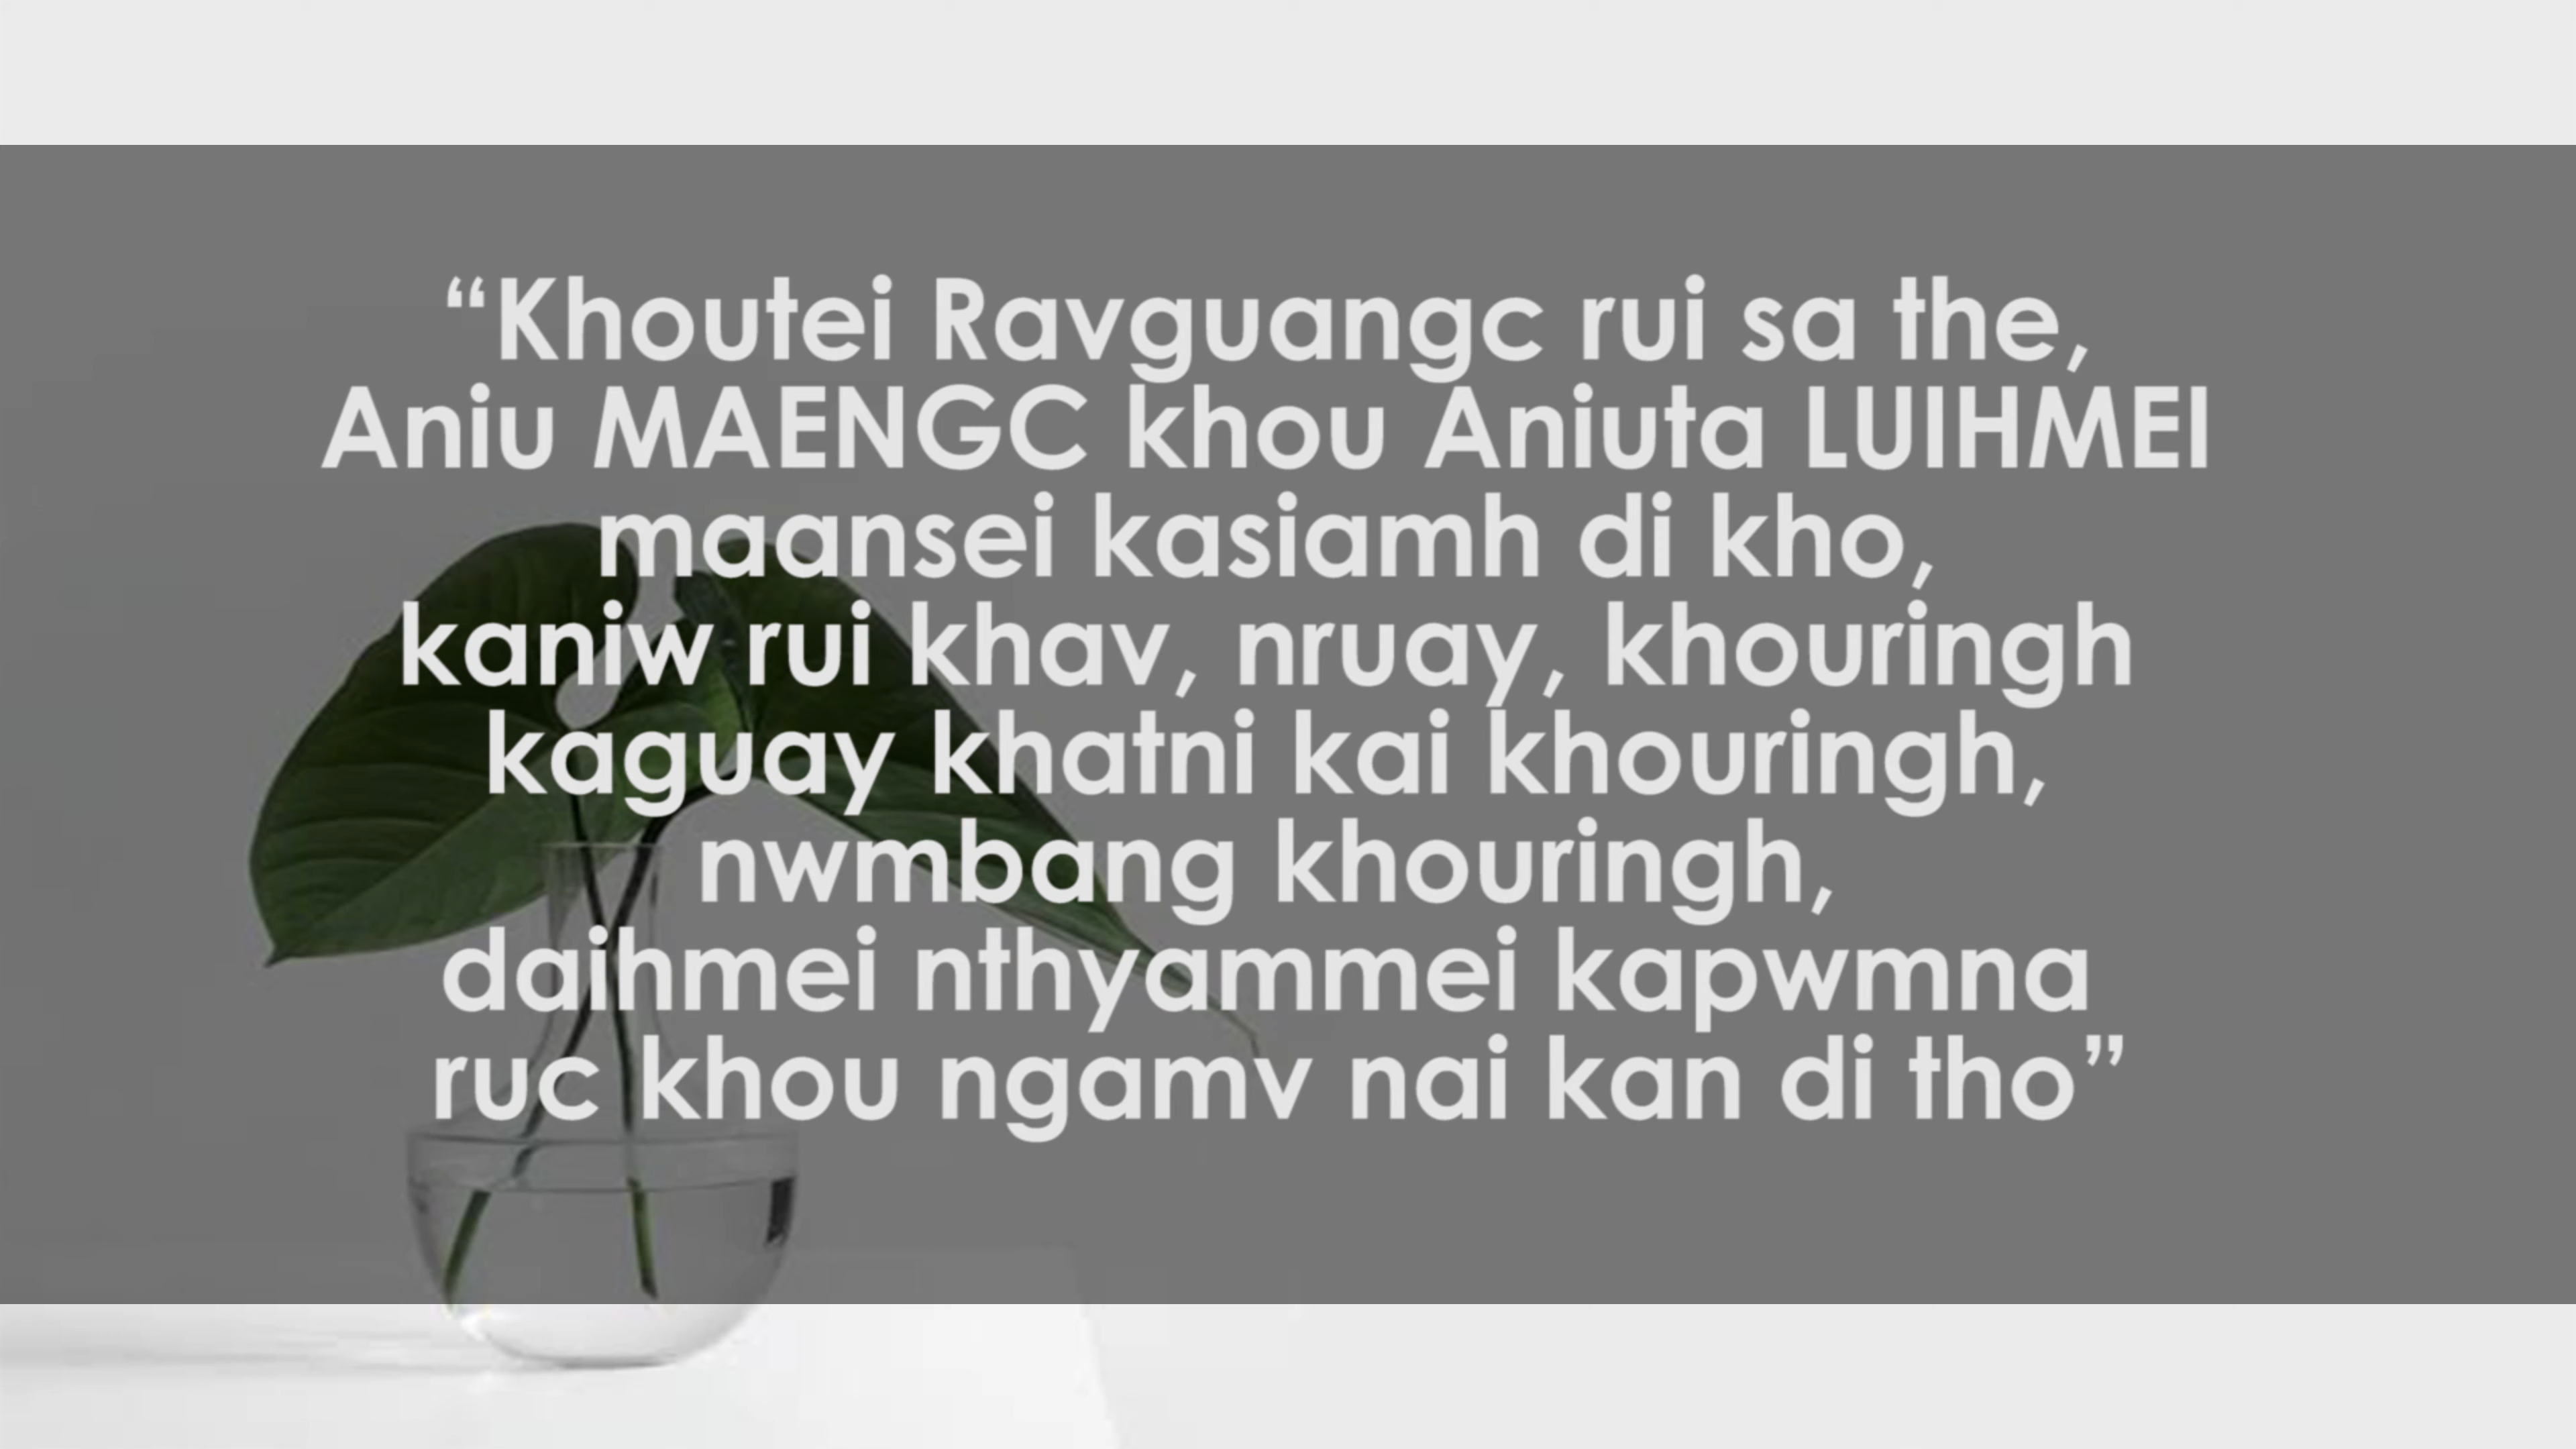 “Khoutei Ravguangc rui sa the,
Aniu MAENGC khou Aniuta LUIHMEI
maansei kasiamh di kho,
kaniw rui khav, nruay, khouringh
kaguay khatni kai khouringh,
nwmbang khouringh,
daihmei nthyammei kapwmna
ruc khou ngamv nai kan di tho”